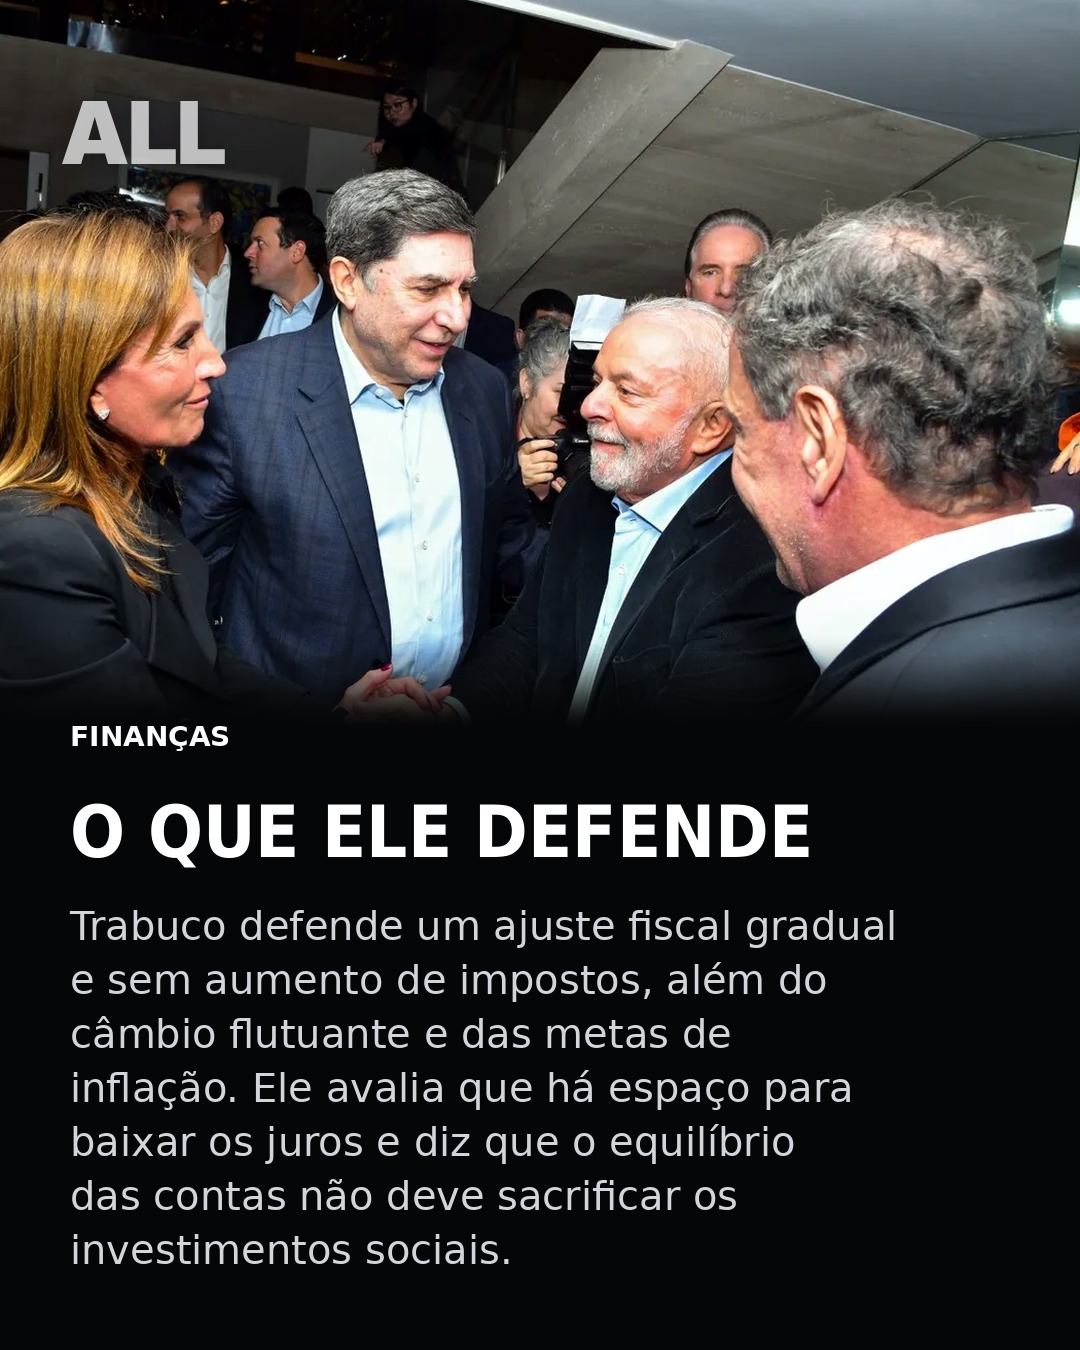 ALL
FINANÇAS
O QUE ELE DEFENDE
Trabuco defende um ajuste fiscal gradual
e sem aumento de impostos, além do
câmbio flutuante e das metas de
inflação. Ele avalia que há espaço para
baixar os juros e diz que o equilíbrio
das contas não deve sacrificar os
investimentos sociais.